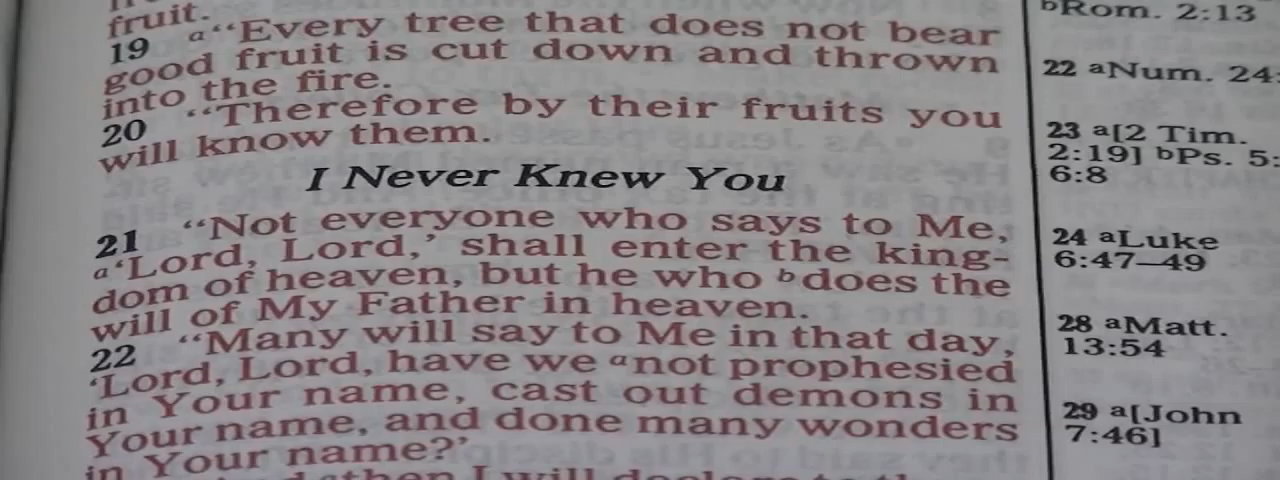 fruit.
19 a“Every tree that does not bear
good fruit is cut down and thrown
into the fire.
20 “Therefore by their fruits you
will know them.
I Never Knew You
21 “Not everyone who says to Me,
a‘Lord, Lord,’ shall enter the king-
dom of heaven, but he who b does the
will of My Father in heaven.
22 “Many will say to Me in that day,
‘Lord, Lord, have we a not prophesied
in Your name, cast out demons in
Your name, and done many wonders
in Your name?’
then I will declare to
bRom. 2:13
22 aNum. 24:
23 a[2 Tim.
2:19] bPs. 5:
6:8
24 aLuke
6:47—49
28 aMatt.
13:54
29 a[John
7:46]